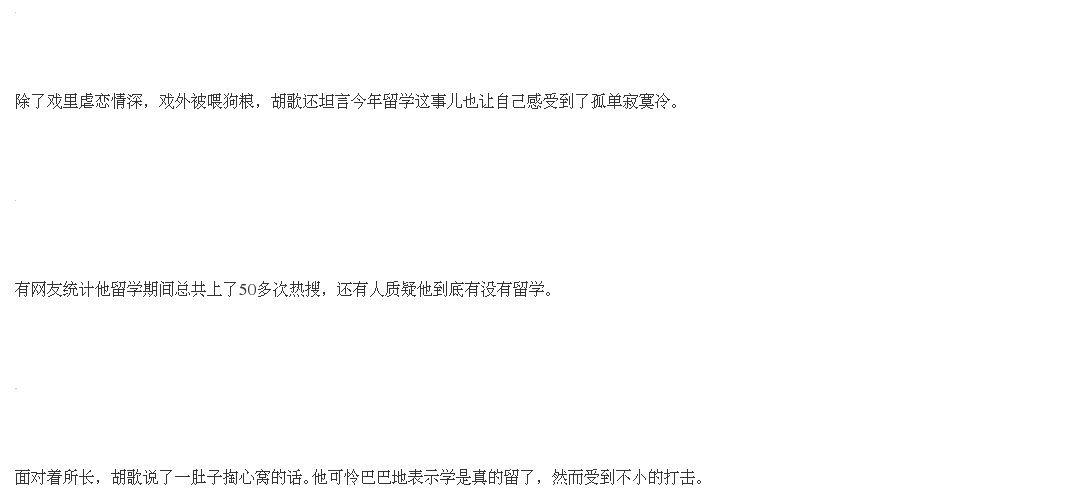 除了戏里虐恋情深，戏外被喂狗粮，胡歌还坦言今年留学这事儿也让自己感受到了孤单寂寞冷。
有网友统计他留学期间总共上了50多次热搜，还有人质疑他到底有没有留学。
面对着所长，胡歌说了一肚子掏心窝的话。他可怜巴巴地表示学是真的留了，然而受到不小的打击。